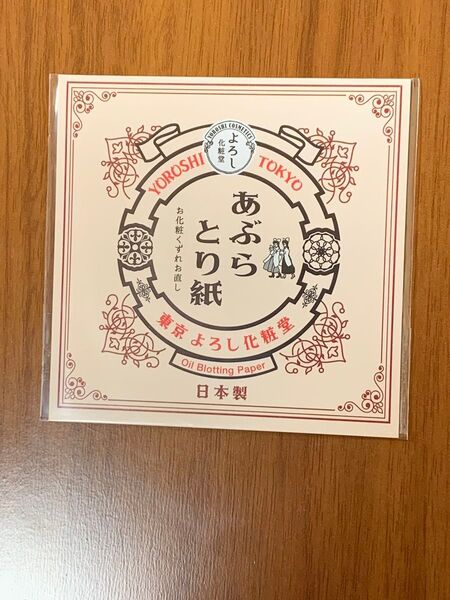 YOROSHI COSMETICS
よろし
化粧堂
YOROSHI TOKYO
あぶら
とり紙
お化粧くずれお直し
東京よろし化粧堂
Oil Blotting Paper
日本製